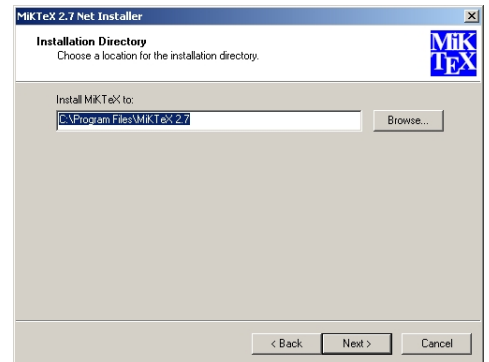 MiKTeX 2.7 Net Installer
Installation Directory
Choose a location for the installation directory.
MiK
TEX
Install MiKTeX to:
C:\Program Files\MiKTeX 2.7
Browse...
< Back
Next >
Cancel